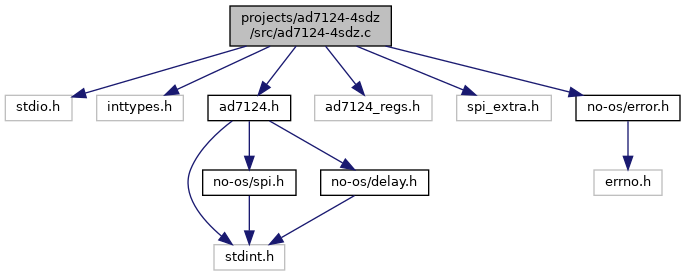 projects/ad7124-4sdz
/src/ad7124-4sdz.c
stdio.h
inttypes.h
ad7124.h
ad7124_regs.h
spi_extra.h
no-os/error.h
no-os/spi.h
no-os/delay.h
errno.h
stdint.h